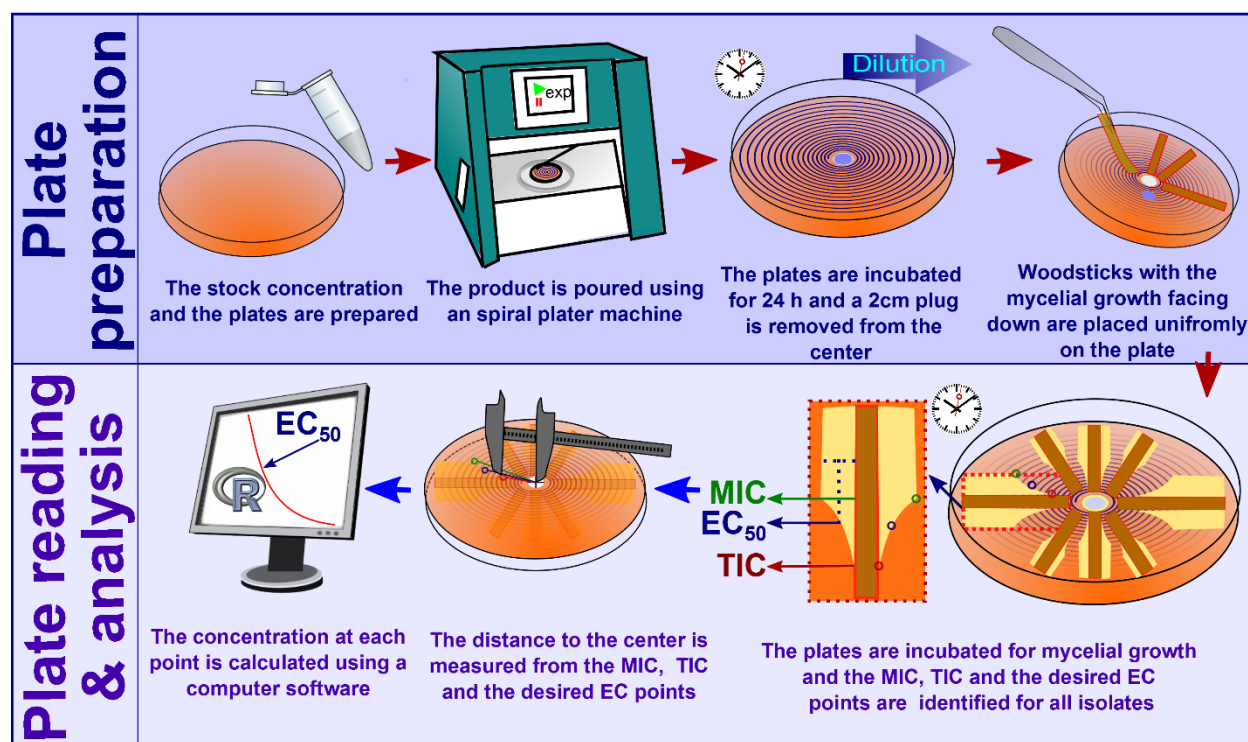 Plate
preparation
exp
Dilution
The stock concentration
and the plates are prepared
The product is poured using
an spiral plater machine
The plates are incubated
for 24 h and a 2cm plug
is removed from the
center
Woodsticks with the
mycelial growth facing
down are placed unifromly
on the plate
Plate reading
& analysis
EC50
R
MIC
EC50
TIC
The concentration at each
point is calculated using a
computer software
The distance to the center is
measured from the MIC, TIC
and the desired EC points
The plates are incubated for mycelial growth
and the MIC, TIC and the desired EC
points are identified for all isolates